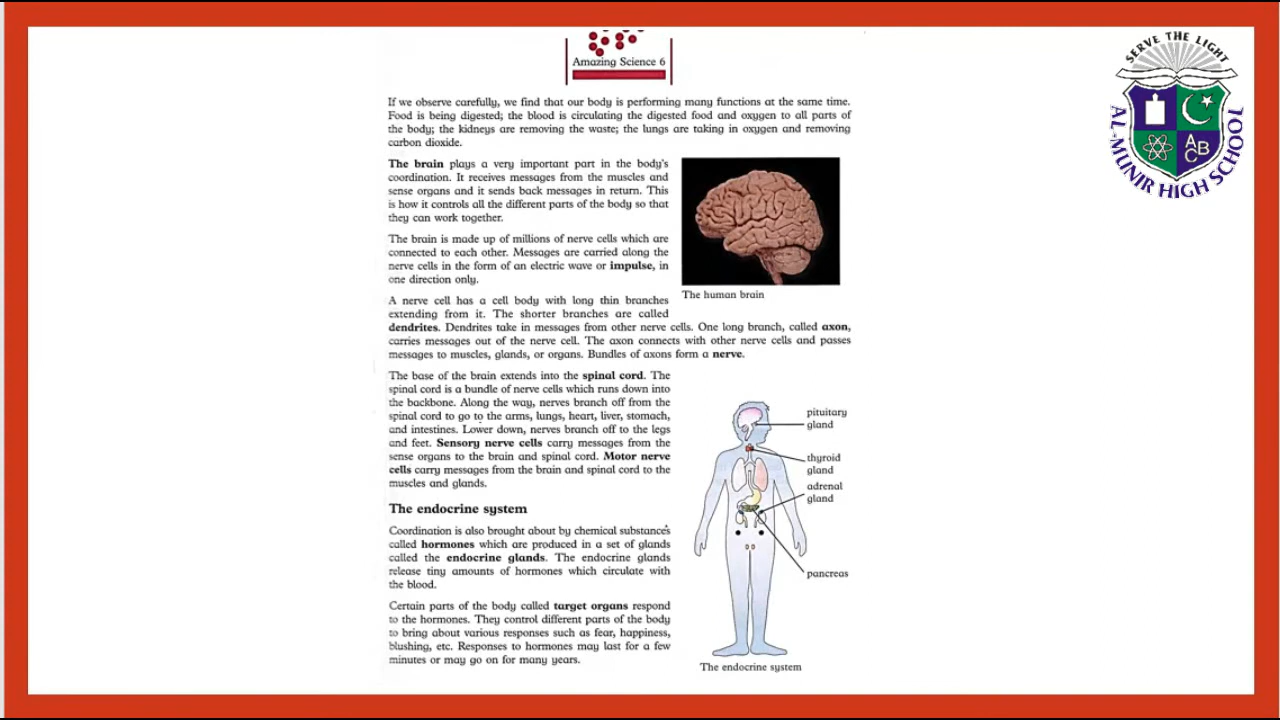 SERVE THE LIGHT
AL-MUNIR HIGH SCHOOL
A
BC
Amazing Science 6
If we observe carefully, we find that our body is performing many functions at the same time.
Food is being digested; the blood is circulating the digested food and oxygen to all parts of
the body; the kidneys are removing the waste; the lungs are taking in oxygen and removing
carbon dioxide.
The brain plays a very important part in the body's
coordination. It receives messages from the muscles and
sense organs and it sends back messages in return. This
is how it controls all the different parts of the body so that
they can work together.
The brain is made up of millions of nerve cells which are
connected to each other. Messages are carried along the
nerve cells in the form of an electric wave or impulse, in
one direction only.
The human brain
A nerve cell has a cell body with long thin branches
extending from it. The shorter branches are called
dendrites. Dendrites take in messages from other nerve cells. One long branch, called axon,
carries messages out of the nerve cell. The axon connects with other nerve cells and passes
messages to muscles, glands, or organs. Bundles of axons form a nerve.
The base of the brain extends into the spinal cord. The
spinal cord is a bundle of nerve cells which runs down into
the backbone. Along the way, nerves branch off from the
spinal cord to go to the arms, lungs, heart, liver, stomach,
and intestines. Lower down, nerves branch off to the legs
and feet. Sensory nerve cells carry messages from the
sense organs to the brain and spinal cord. Motor nerve
cells carry messages from the brain and spinal cord to the
muscles and glands.
The endocrine system
Coordination is also brought about by chemical substances
called hormones which are produced in a set of glands
called the endocrine glands. The endocrine glands
release tiny amounts of hormones which circulate with
the blood.
Certain parts of the body called target organs respond
to the hormones. They control different parts of the body
to bring about various responses such as fear, happiness,
blushing, etc. Responses to hormones may last for a few
minutes or may go on for many years.
pituitary
gland
thyroid
gland
adrenal
gland
pancreas
The endocrine system